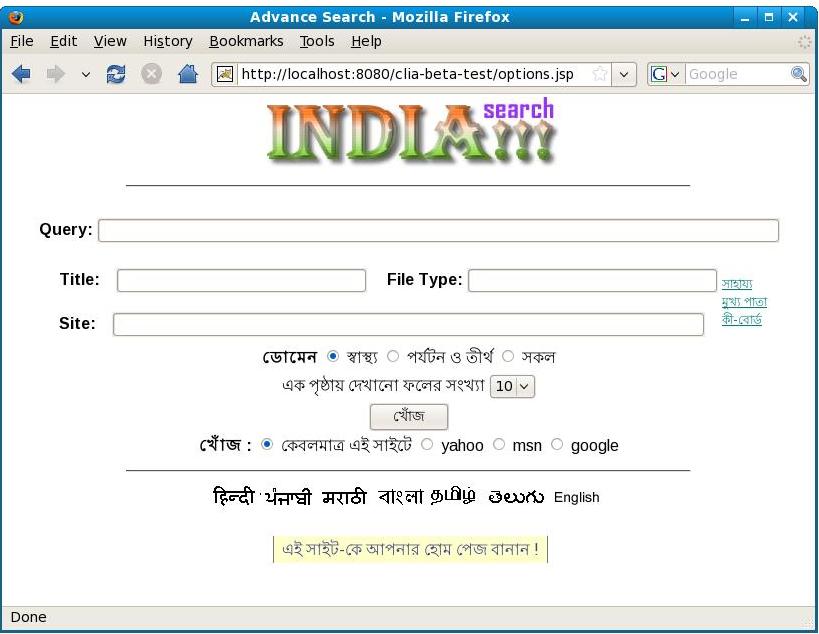 Advance Search - Mozilla Firefox
File Edit View History Bookmarks Tools Help
http://localhost:8080/clia-beta-test/options.jsp Google
INDIA search !!!
Query:
Title: File Type: সাহায্য
মুখ্য পাতা
Site: কী-বোর্ড
ডোমেন স্বাস্থ্য পর্যটন ও তীর্থ সকল
এক পৃষ্ঠায় দেখানো ফলের সংখ্যা 10
খোঁজ
খোঁজ : কেবলমাত্র এই সাইটে yahoo msn google
हिन्दी ਪੰਜਾਬੀ मराठी বাংলা தமிழ் తెలుగు English
এই সাইট-কে আপনার হোম পেজ বানান !
Done